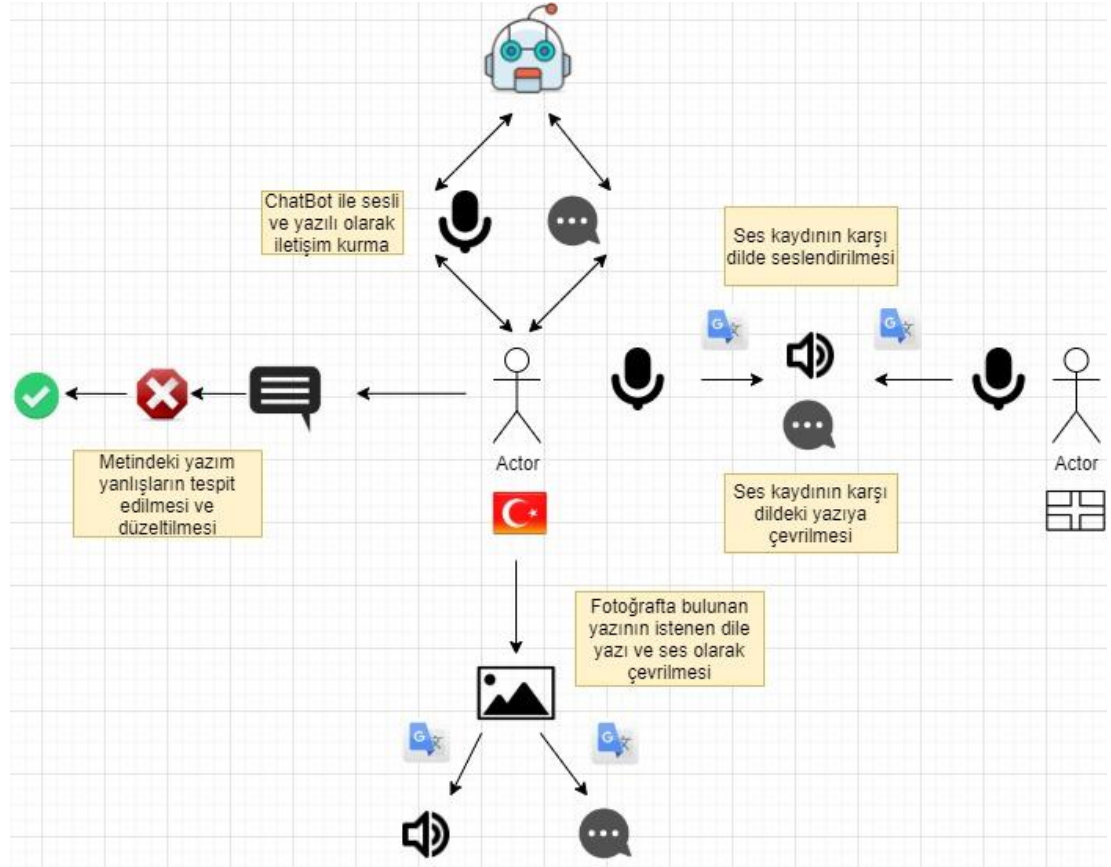 ChatBot ile sesli
ve yazılı olarak
iletişim kurma
Ses kaydının karşı
dilde seslendirilmesi
Metindeki yazım
yanlışların tespit
edilmesi ve
düzeltilmesi
Actor
Ses kaydının karşı
dildeki yazıya
çevrilmesi
Actor
Fotoğrafta bulunan
yazının istenen dile
yazı ve ses olarak
çevrilmesi